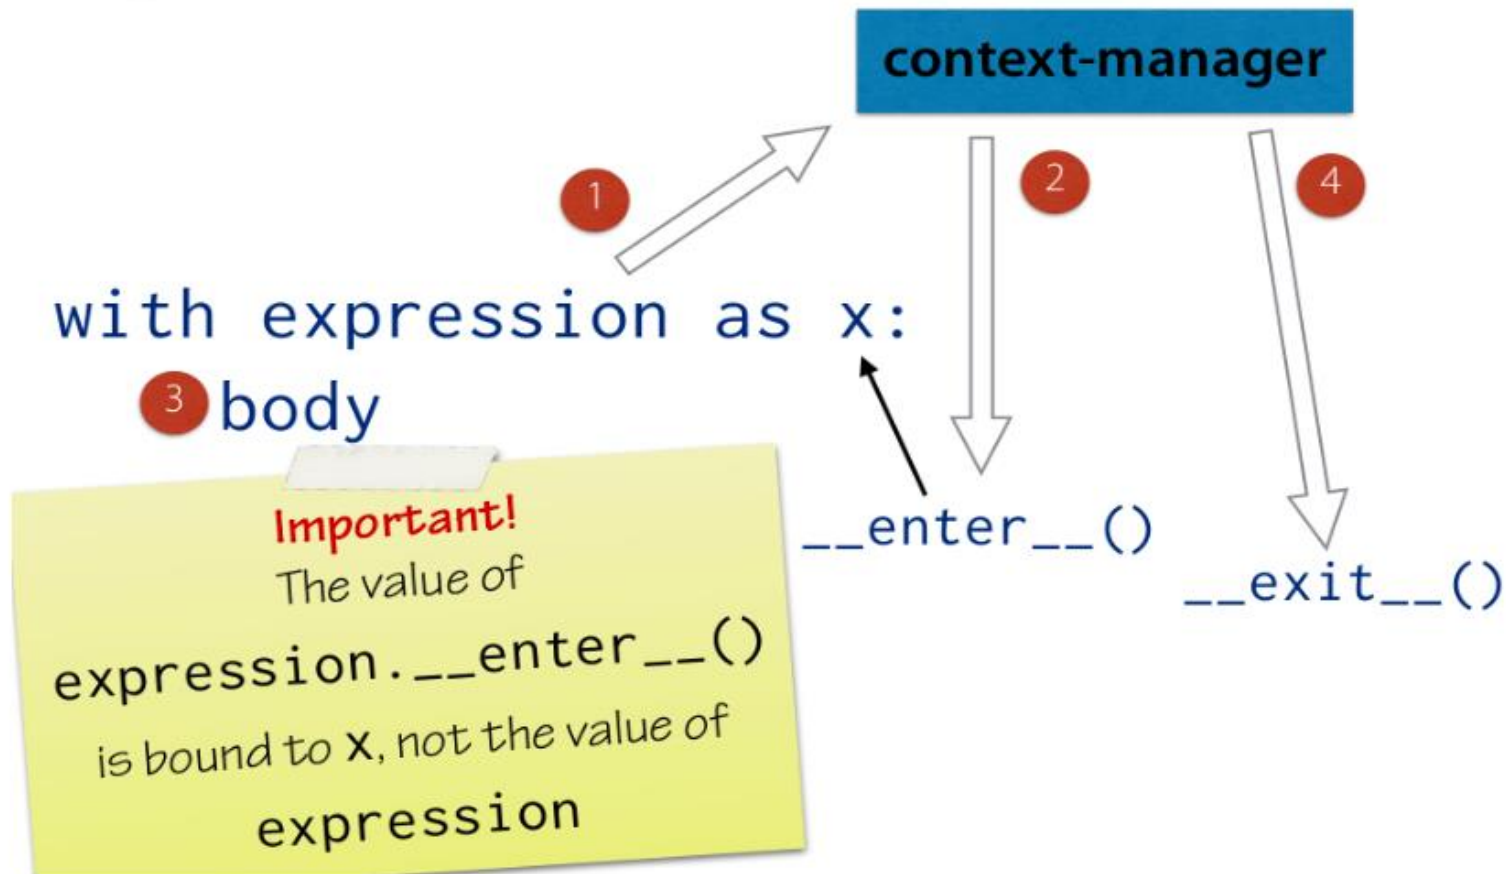 context-manager
1
2
4
with expression as x:
3 body
__enter__()
__exit__()
Important!
The value of
expression.__enter__()
is bound to x, not the value of
expression